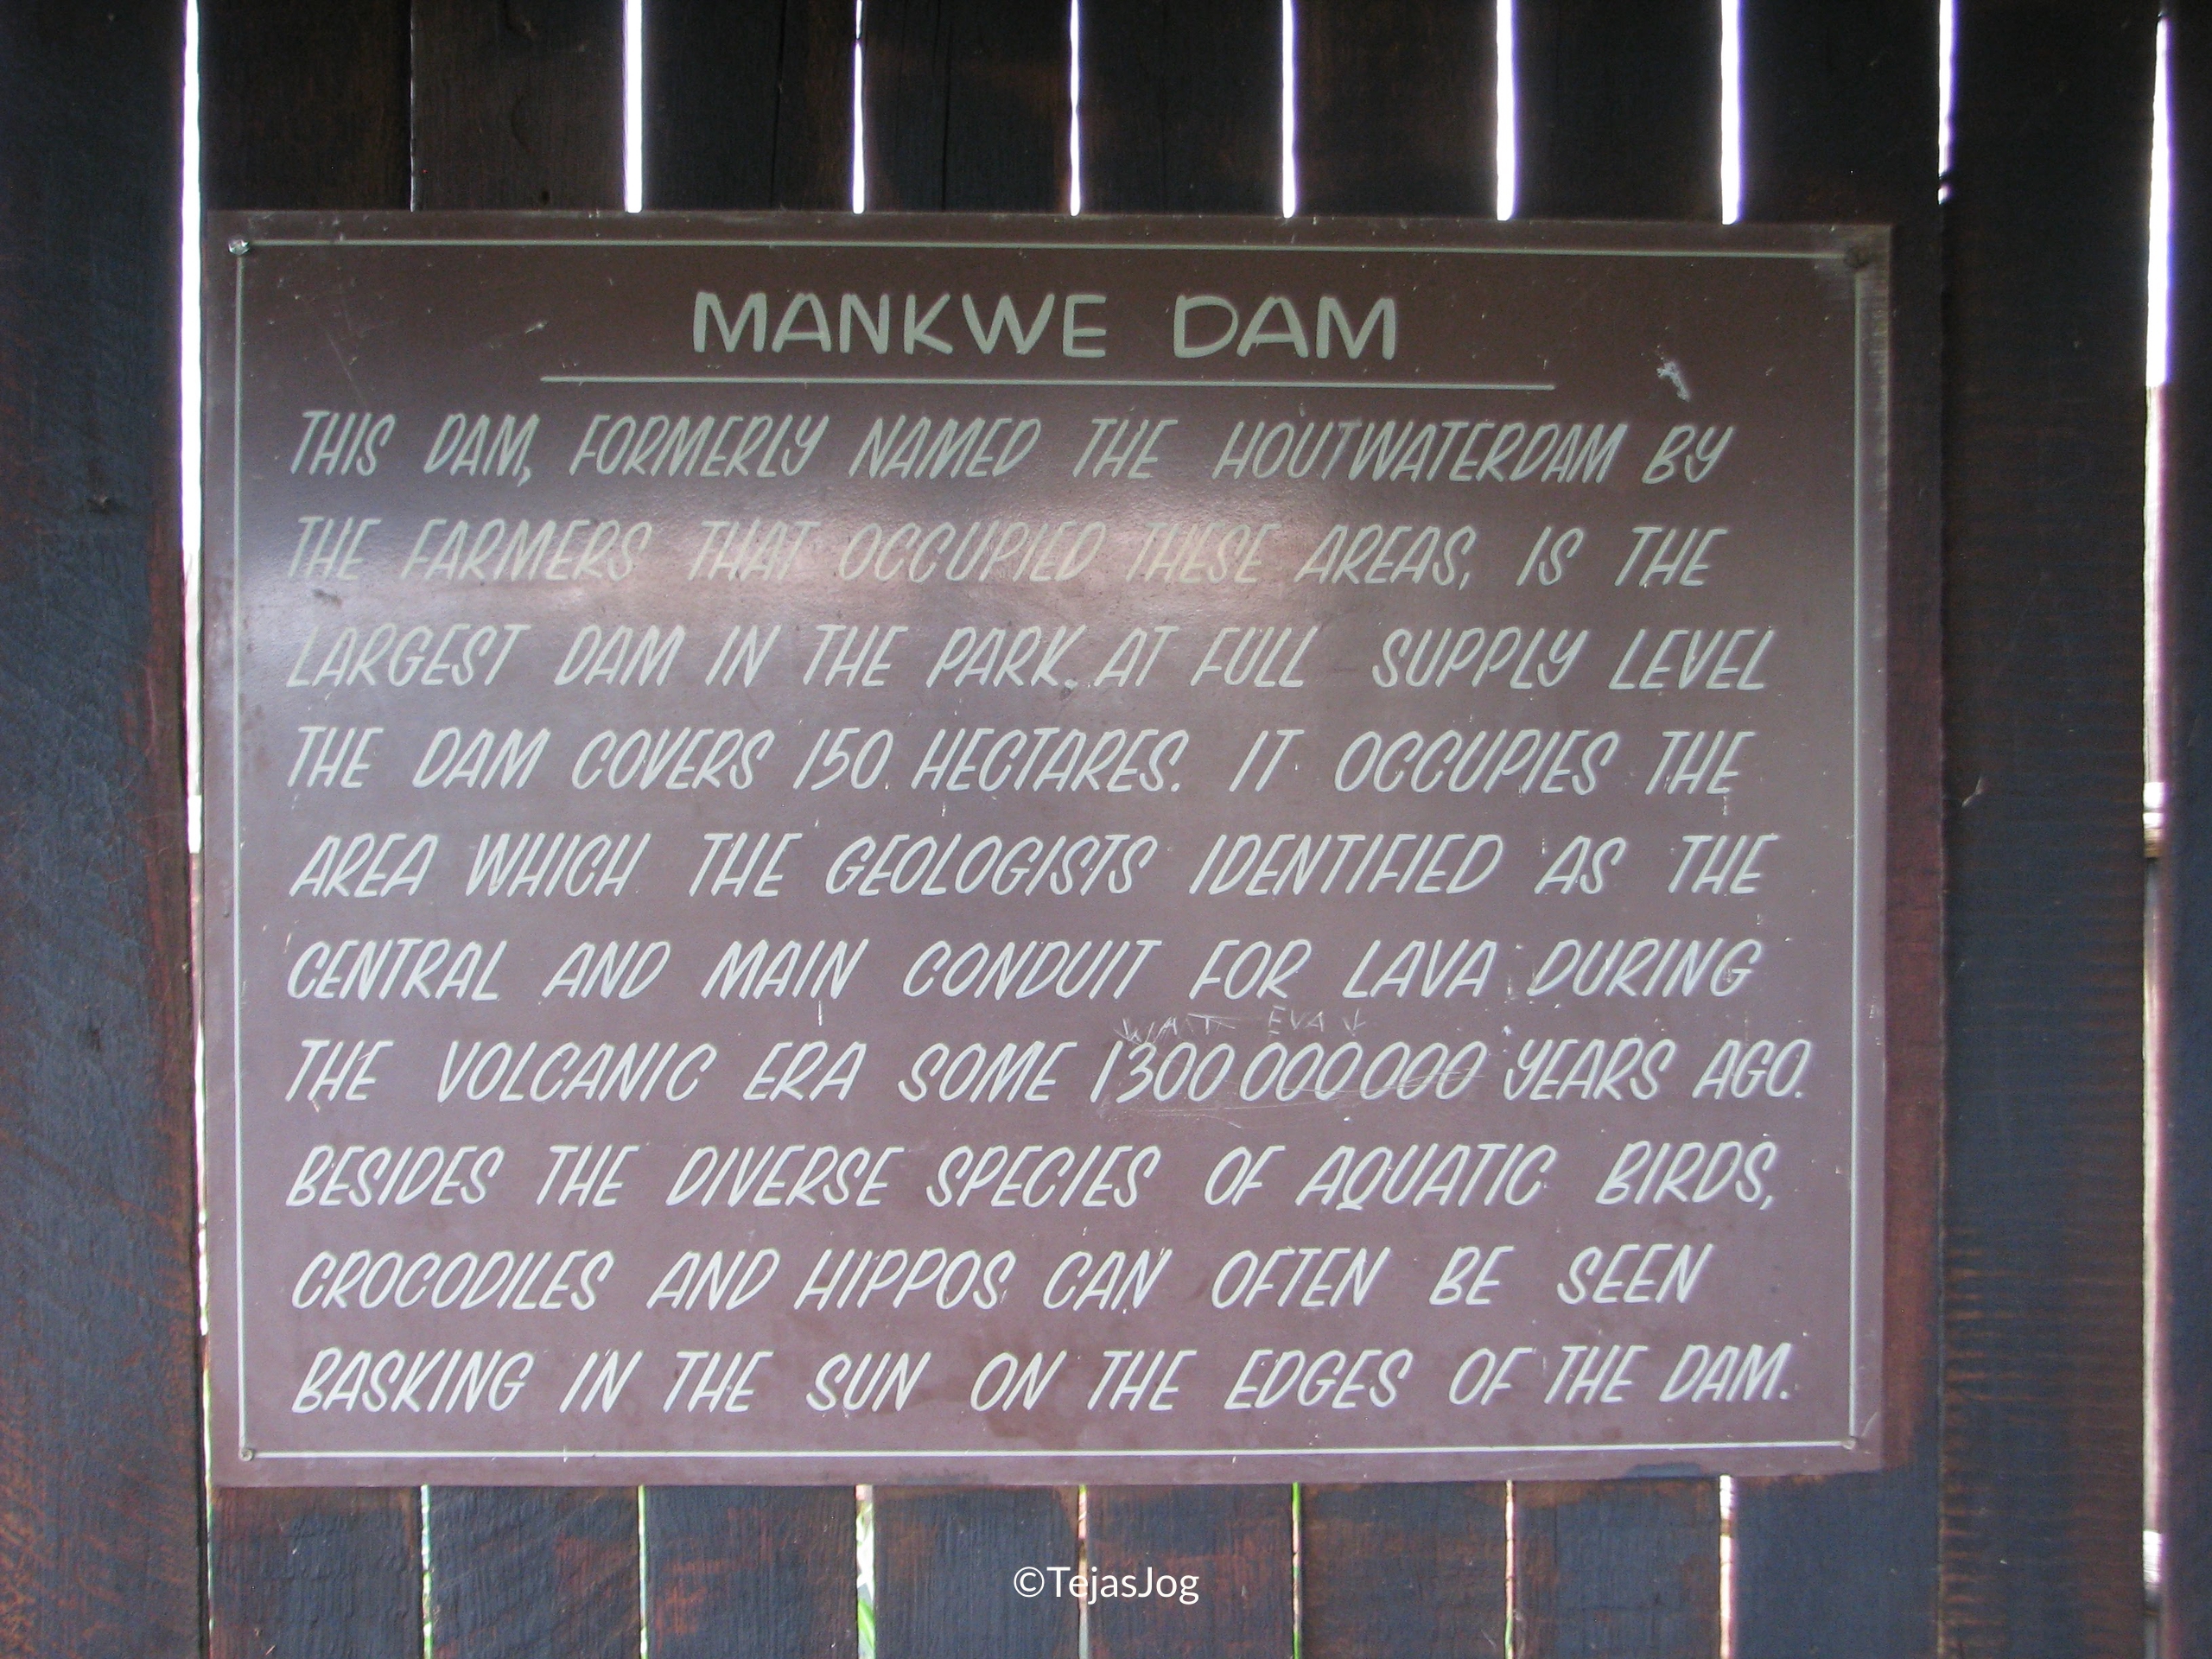 MANKWE DAM
THIS DAM, FORMERLY NAMED THE HOUTWATERDAM BY
THE FARMERS THAT OCCUPIED THESE AREAS, IS THE
LARGEST DAM IN THE PARK. AT FULL SUPPLY LEVEL
THE DAM COVERS 150 HECTARES. IT OCCUPIES THE
AREA WHICH THE GEOLOGISTS IDENTIFIED AS THE
CENTRAL AND MAIN CONDUIT FOR LAVA DURING
EVA
THE VOLCANIC ERA SOME 1300 000 000 YEARS AGO.
BESIDES THE DIVERSE SPECIES OF AQUATIC BIRDS,
CROCODILES AND HIPPOS CAN OFTEN BE SEEN
BASKING IN THE SUN ON THE EDGES OF THE DAM.
©TejasJog